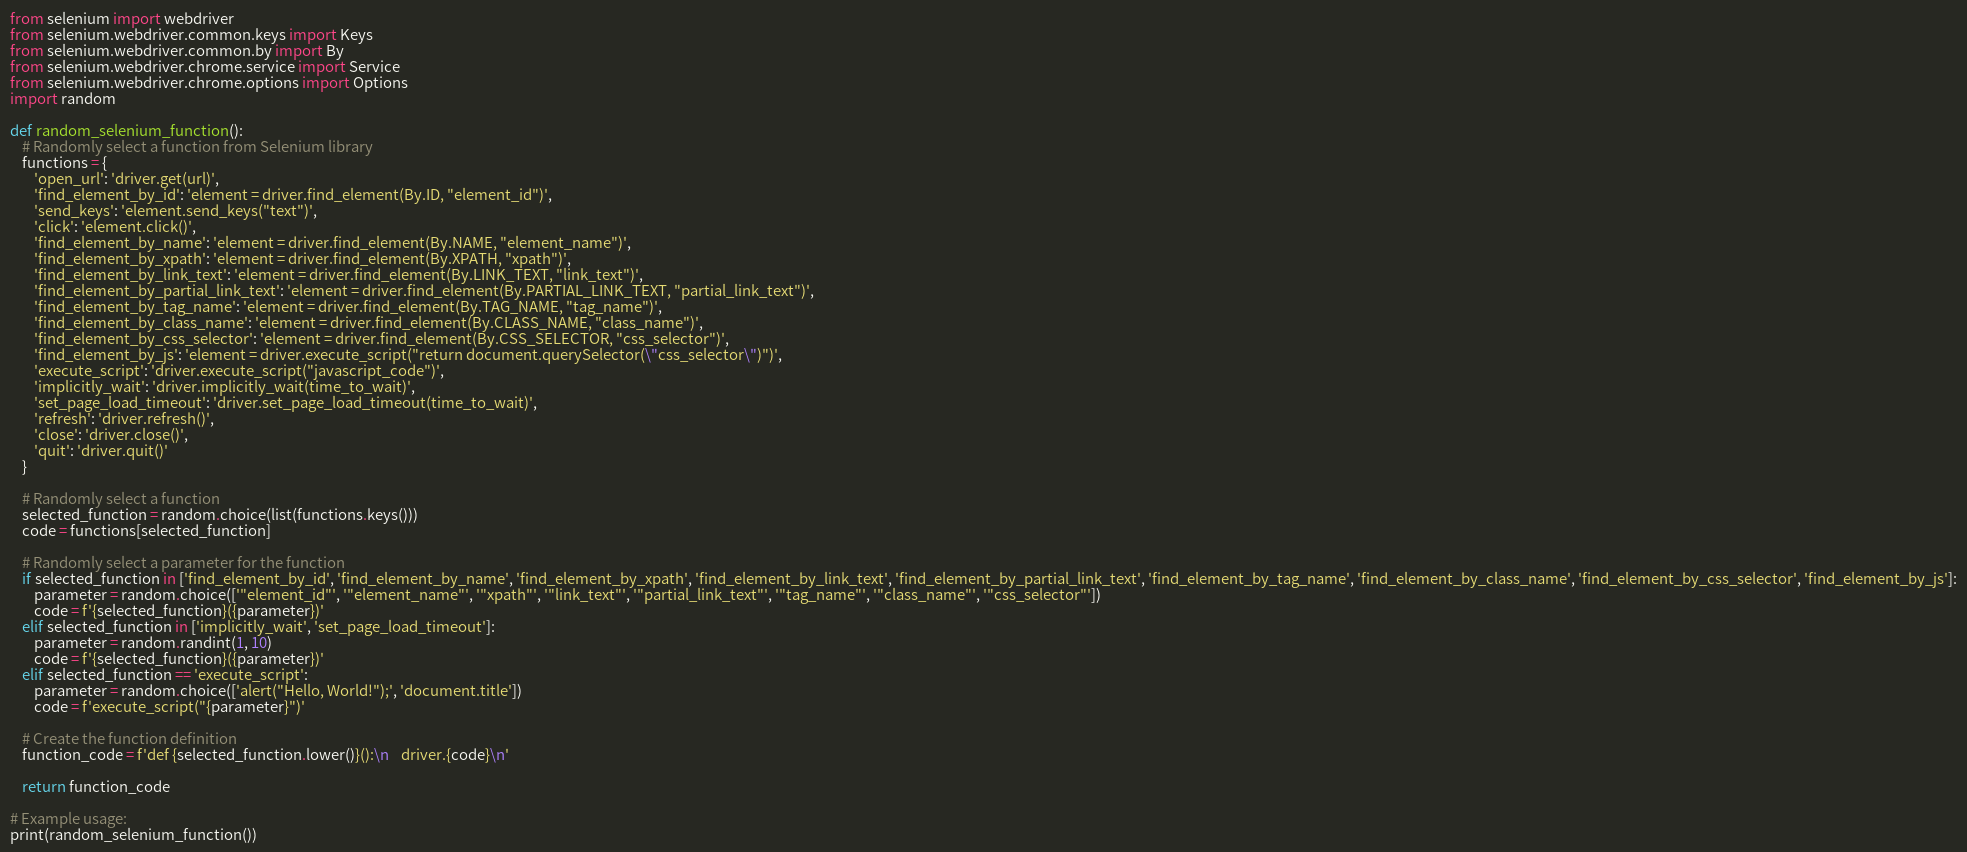 from selenium import webdriver
from selenium.webdriver.common.keys import Keys
from selenium.webdriver.common.by import By
from selenium.webdriver.chrome.service import Service
from selenium.webdriver.chrome.options import Options
import random

def random_selenium_function():
    # Randomly select a function from Selenium library
    functions = {
        'open_url': 'driver.get(url)',
        'find_element_by_id': 'element = driver.find_element(By.ID, "element_id")',
        'send_keys': 'element.send_keys("text")',
        'click': 'element.click()',
        'find_element_by_name': 'element = driver.find_element(By.NAME, "element_name")',
        'find_element_by_xpath': 'element = driver.find_element(By.XPATH, "xpath")',
        'find_element_by_link_text': 'element = driver.find_element(By.LINK_TEXT, "link_text")',
        'find_element_by_partial_link_text': 'element = driver.find_element(By.PARTIAL_LINK_TEXT, "partial_link_text")',
        'find_element_by_tag_name': 'element = driver.find_element(By.TAG_NAME, "tag_name")',
        'find_element_by_class_name': 'element = driver.find_element(By.CLASS_NAME, "class_name")',
        'find_element_by_css_selector': 'element = driver.find_element(By.CSS_SELECTOR, "css_selector")',
        'find_element_by_js': 'element = driver.execute_script("return document.querySelector(\"css_selector\")")',
        'execute_script': 'driver.execute_script("javascript_code")',
        'implicitly_wait': 'driver.implicitly_wait(time_to_wait)',
        'set_page_load_timeout': 'driver.set_page_load_timeout(time_to_wait)',
        'refresh': 'driver.refresh()',
        'close': 'driver.close()',
        'quit': 'driver.quit()'
    }

    # Randomly select a function
    selected_function = random.choice(list(functions.keys()))
    code = functions[selected_function]

    # Randomly select a parameter for the function
    if selected_function in ['find_element_by_id', 'find_element_by_name', 'find_element_by_xpath', 'find_element_by_link_text', 'find_element_by_partial_link_text', 'find_element_by_tag_name', 'find_element_by_class_name', 'find_element_by_css_selector', 'find_element_by_js']:
        parameter = random.choice(['"element_id"', '"element_name"', '"xpath"', '"link_text"', '"partial_link_text"', '"tag_name"', '"class_name"', '"css_selector"'])
        code = f'{selected_function}({parameter})'
    elif selected_function in ['implicitly_wait', 'set_page_load_timeout']:
        parameter = random.randint(1, 10)
        code = f'{selected_function}({parameter})'
    elif selected_function == 'execute_script':
        parameter = random.choice(['alert("Hello, World!");', 'document.title'])
        code = f'execute_script("{parameter}")'

    # Create the function definition
    function_code = f'def {selected_function.lower()}():\n    driver.{code}\n'

    return function_code

# Example usage:
print(random_selenium_function())